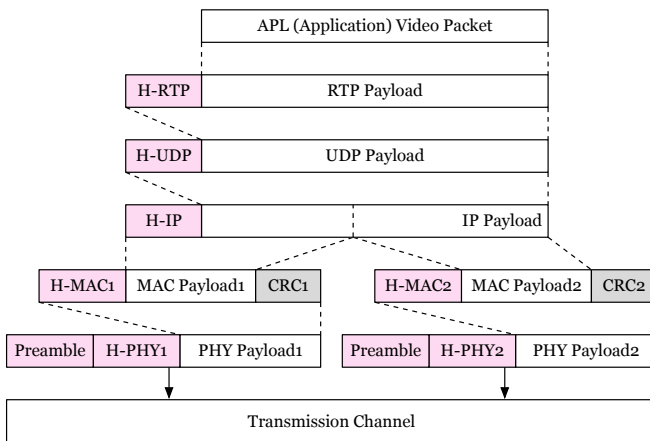 APL (Application) Video Packet
H-RTP RTP Payload
H-UDP UDP Payload
H-IP IP Payload
H-MAC1 MAC Payload1 CRC1 H-MAC2 MAC Payload2 CRC2
Preamble H-PHY1 PHY Payload1 Preamble H-PHY2 PHY Payload2
Transmission Channel